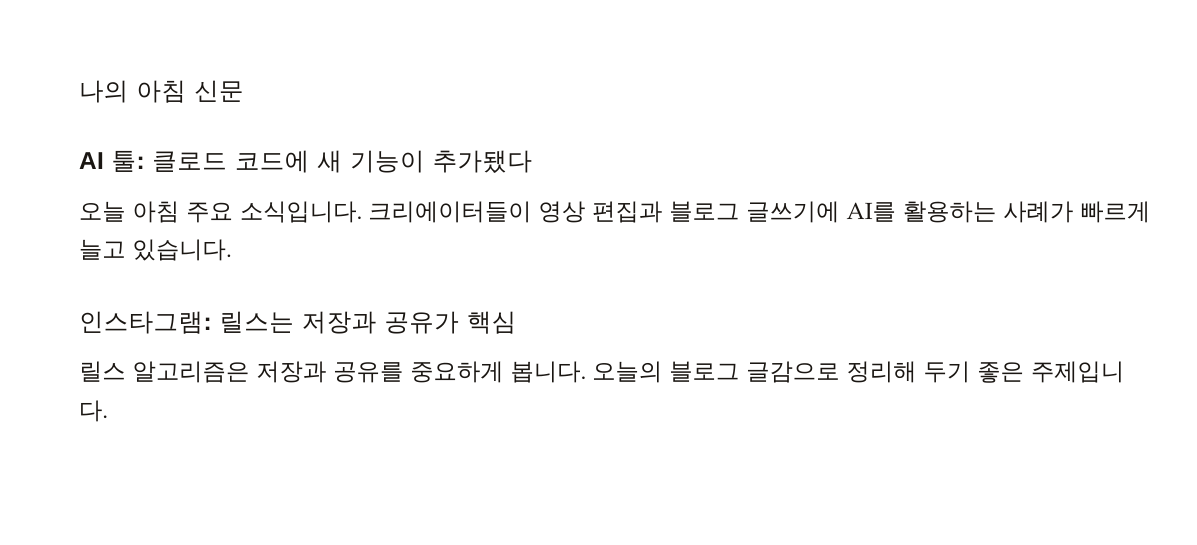 나의 아침 신문
AI 툴: 클로드 코드에 새 기능이 추가됐다
오늘 아침 주요 소식입니다. 크리에이터들이 영상 편집과 블로그 글쓰기에 AI를 활용하는 사례가 빠르게
늘고 있습니다.
인스타그램: 릴스는 저장과 공유가 핵심
릴스 알고리즘은 저장과 공유를 중요하게 봅니다. 오늘의 블로그 글감으로 정리해 두기 좋은 주제입니
다.